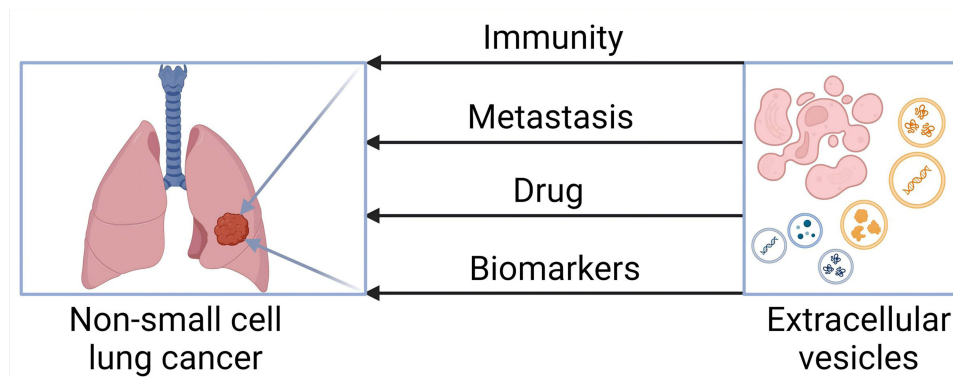 Immunity
Metastasis
Drug
Biomarkers
Non-small cell
lung cancer
Extracellular
vesicles